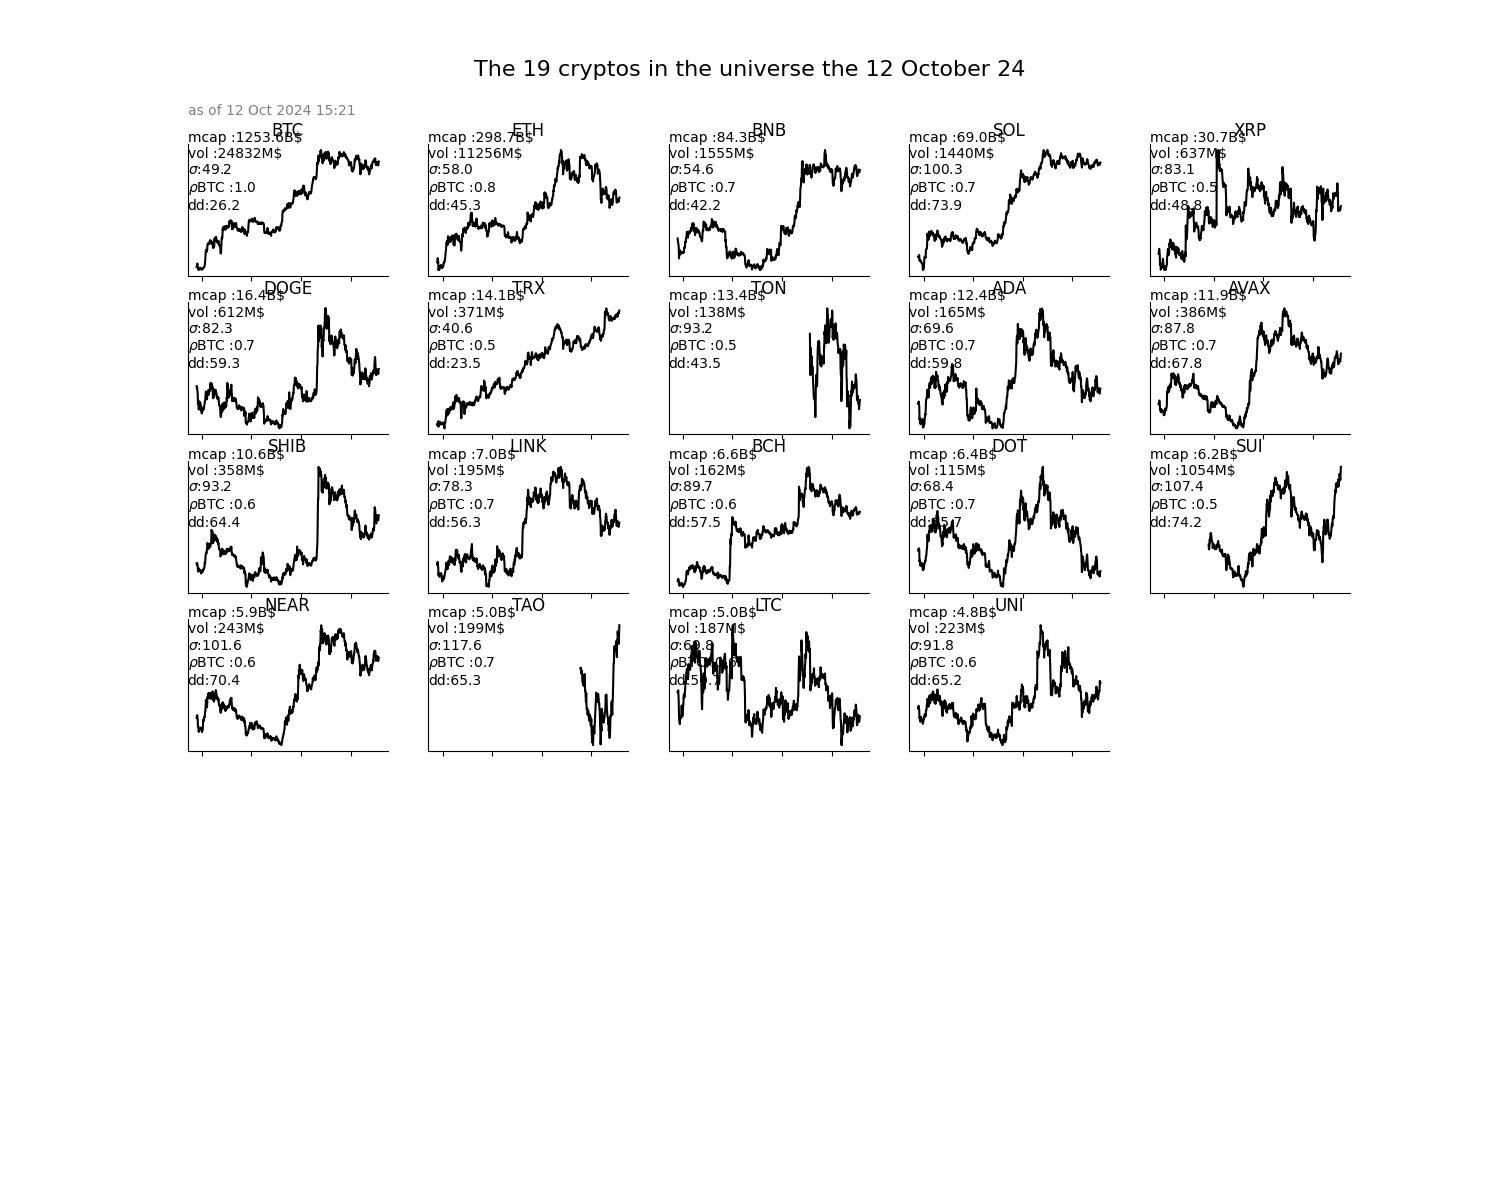 The 19 cryptos in the universe the 12 October 24
as of 12 Oct 2024 15:21
BTC
mcap :1253.6B$
vol :24832M$
σ:49.2
ρBTC :1.0
dd:26.2
ETH
mcap :298.7B$
vol :11256M$
σ:58.0
ρBTC :0.8
dd:45.3
BNB
mcap :84.3B$
vol :1555M$
σ:54.6
ρBTC :0.7
dd:42.2
SOL
mcap :69.0B$
vol :1440M$
σ:100.3
ρBTC :0.7
dd:73.9
XRP
mcap :30.7B$
vol :637M$
σ:83.1
ρBTC :0.5
dd:48.8
DOGE
mcap :16.4B$
vol :612M$
σ:82.3
ρBTC :0.7
dd:59.3
TRX
mcap :14.1B$
vol :371M$
σ:40.6
ρBTC :0.5
dd:23.5
TON
mcap :13.4B$
vol :138M$
σ:93.2
ρBTC :0.5
dd:43.5
ADA
mcap :12.4B$
vol :165M$
σ:69.6
ρBTC :0.7
dd:59.8
AVAX
mcap :11.9B$
vol :386M$
σ:87.8
ρBTC :0.7
dd:67.8
SHIB
mcap :10.6B$
vol :358M$
σ:93.2
ρBTC :0.6
dd:64.4
LINK
mcap :7.0B$
vol :195M$
σ:78.3
ρBTC :0.7
dd:56.3
BCH
mcap :6.6B$
vol :162M$
σ:89.7
ρBTC :0.6
dd:57.5
DOT
mcap :6.4B$
vol :115M$
σ:68.4
ρBTC :0.7
SUI
mcap :6.2B$
vol :1054M$
σ:107.4
ρBTC :0.5
dd:74.2
NEAR
mcap :5.9B$
vol :243M$
σ:101.6
ρBTC :0.6
dd:70.4
TAO
mcap :5.0B$
vol :199M$
σ:117.6
ρBTC :0.7
dd:65.3
LTC
mcap :5.0B$
vol :187M$
σ:69.8
UNI
mcap :4.8B$
vol :223M$
σ:91.8
ρBTC :0.6
dd:65.2